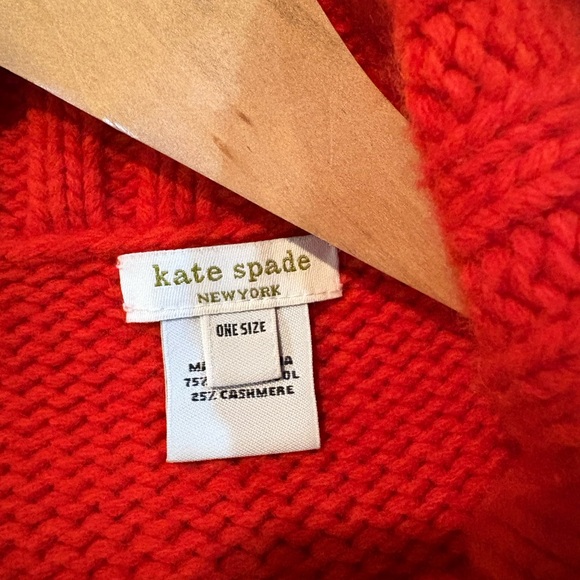 kate spade
NEW YORK
ONE SIZE
25% CASHMERE